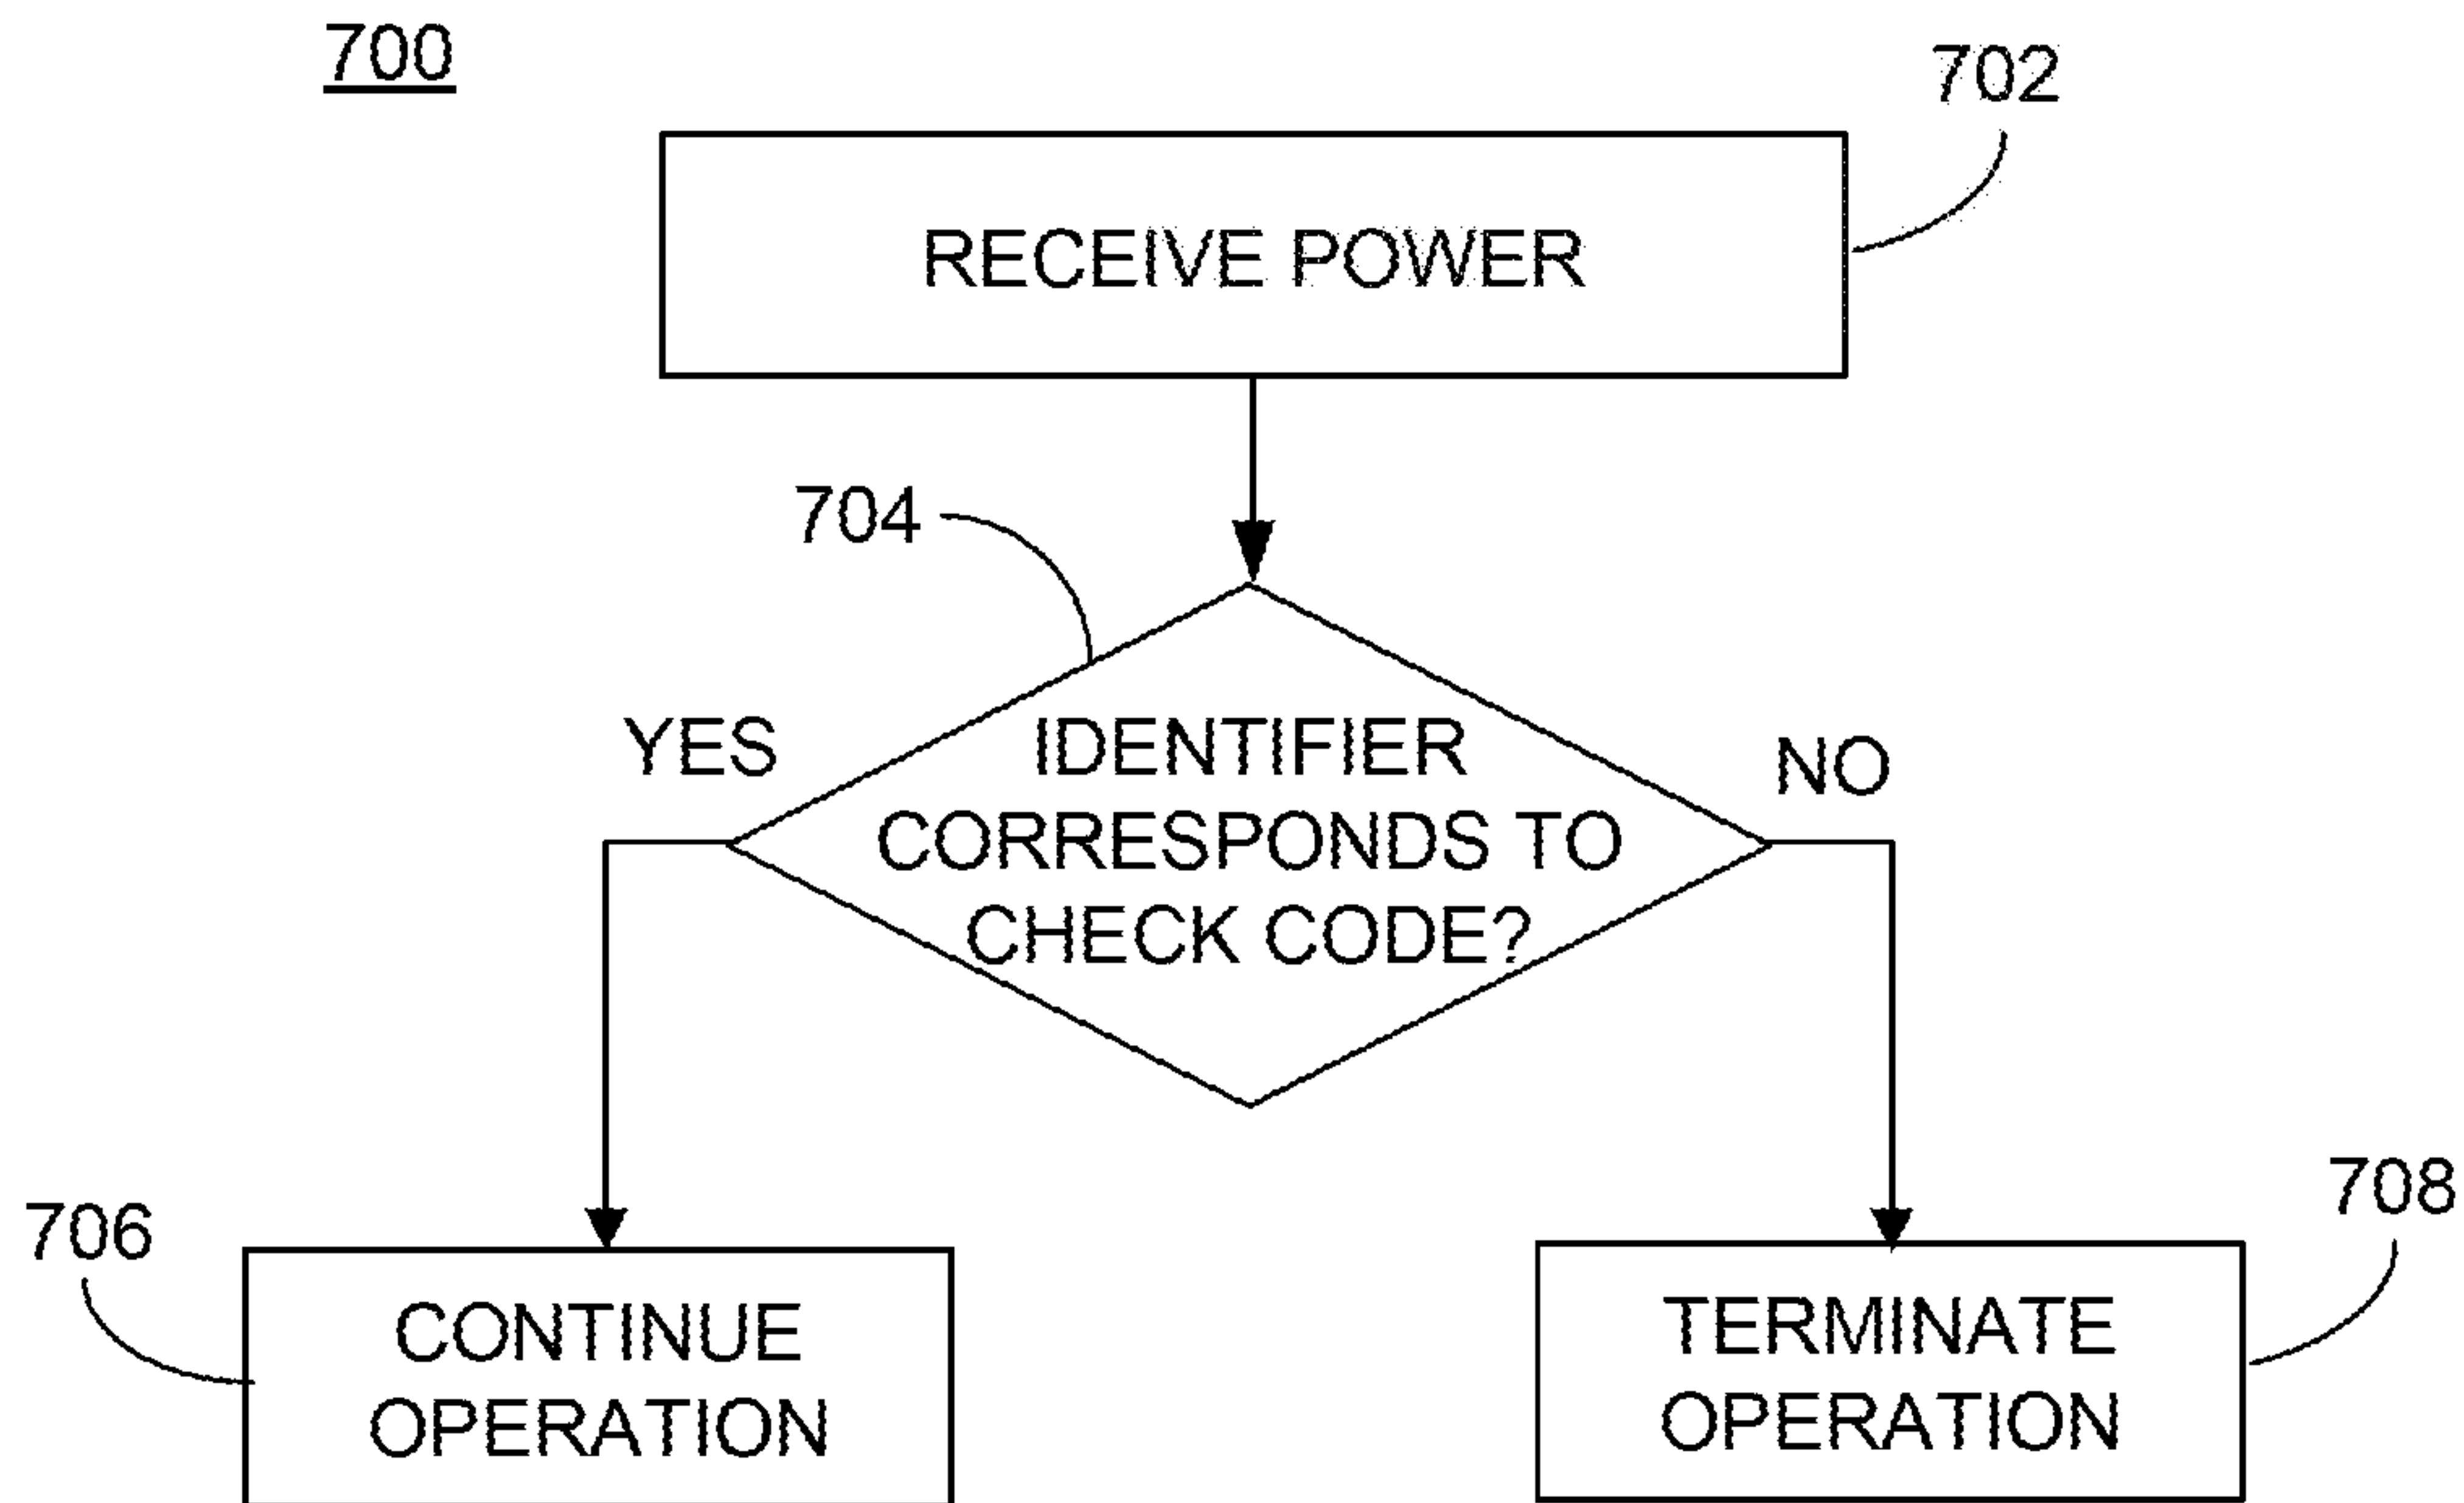 700
702
RECEIVE POWER
704
YES
IDENTIFIER
CORRESPONDS TO
CHECK CODE?
NO
706
CONTINUE
OPERATION
708
TERMINATE
OPERATION